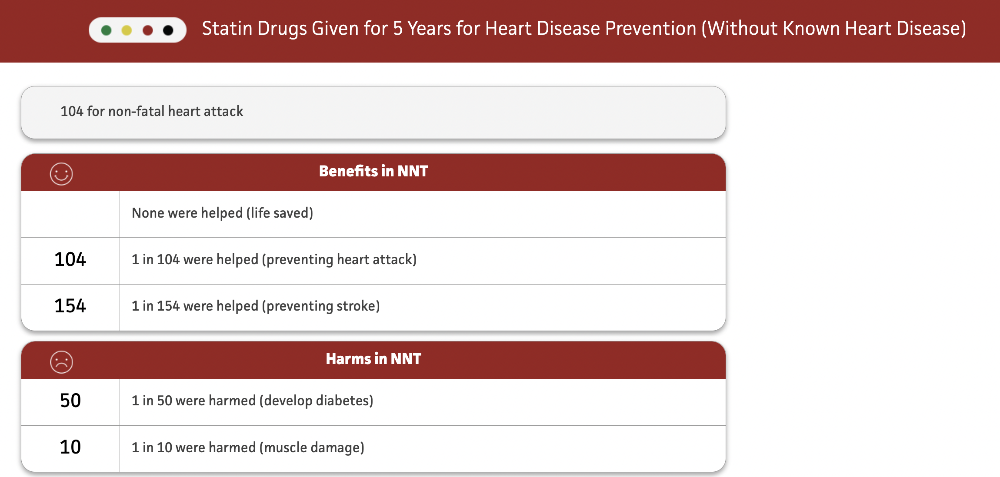 Statin Drugs Given for 5 Years for Heart Disease Prevention (Without Known Heart Disease)
104 for non-fatal heart attack
Benefits in NNT
None were helped (life saved)
104 1 in 104 were helped (preventing heart attack)
154 1 in 154 were helped (preventing stroke)
Harms in NNT
50 1 in 50 were harmed (develop diabetes)
10 1 in 10 were harmed (muscle damage)